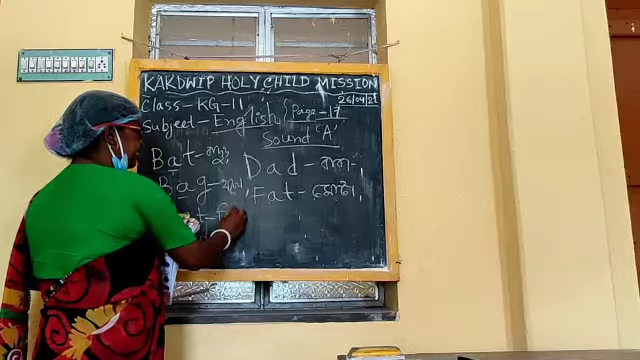 KAKDWIP HOLY CHILD MISSION
Class - KG-II
Page - 17
26/04/21
Subject - English
Sound 'A'
Bat -
Dad - বাবা
Bag - ব্যাগ
Fat - মোটা